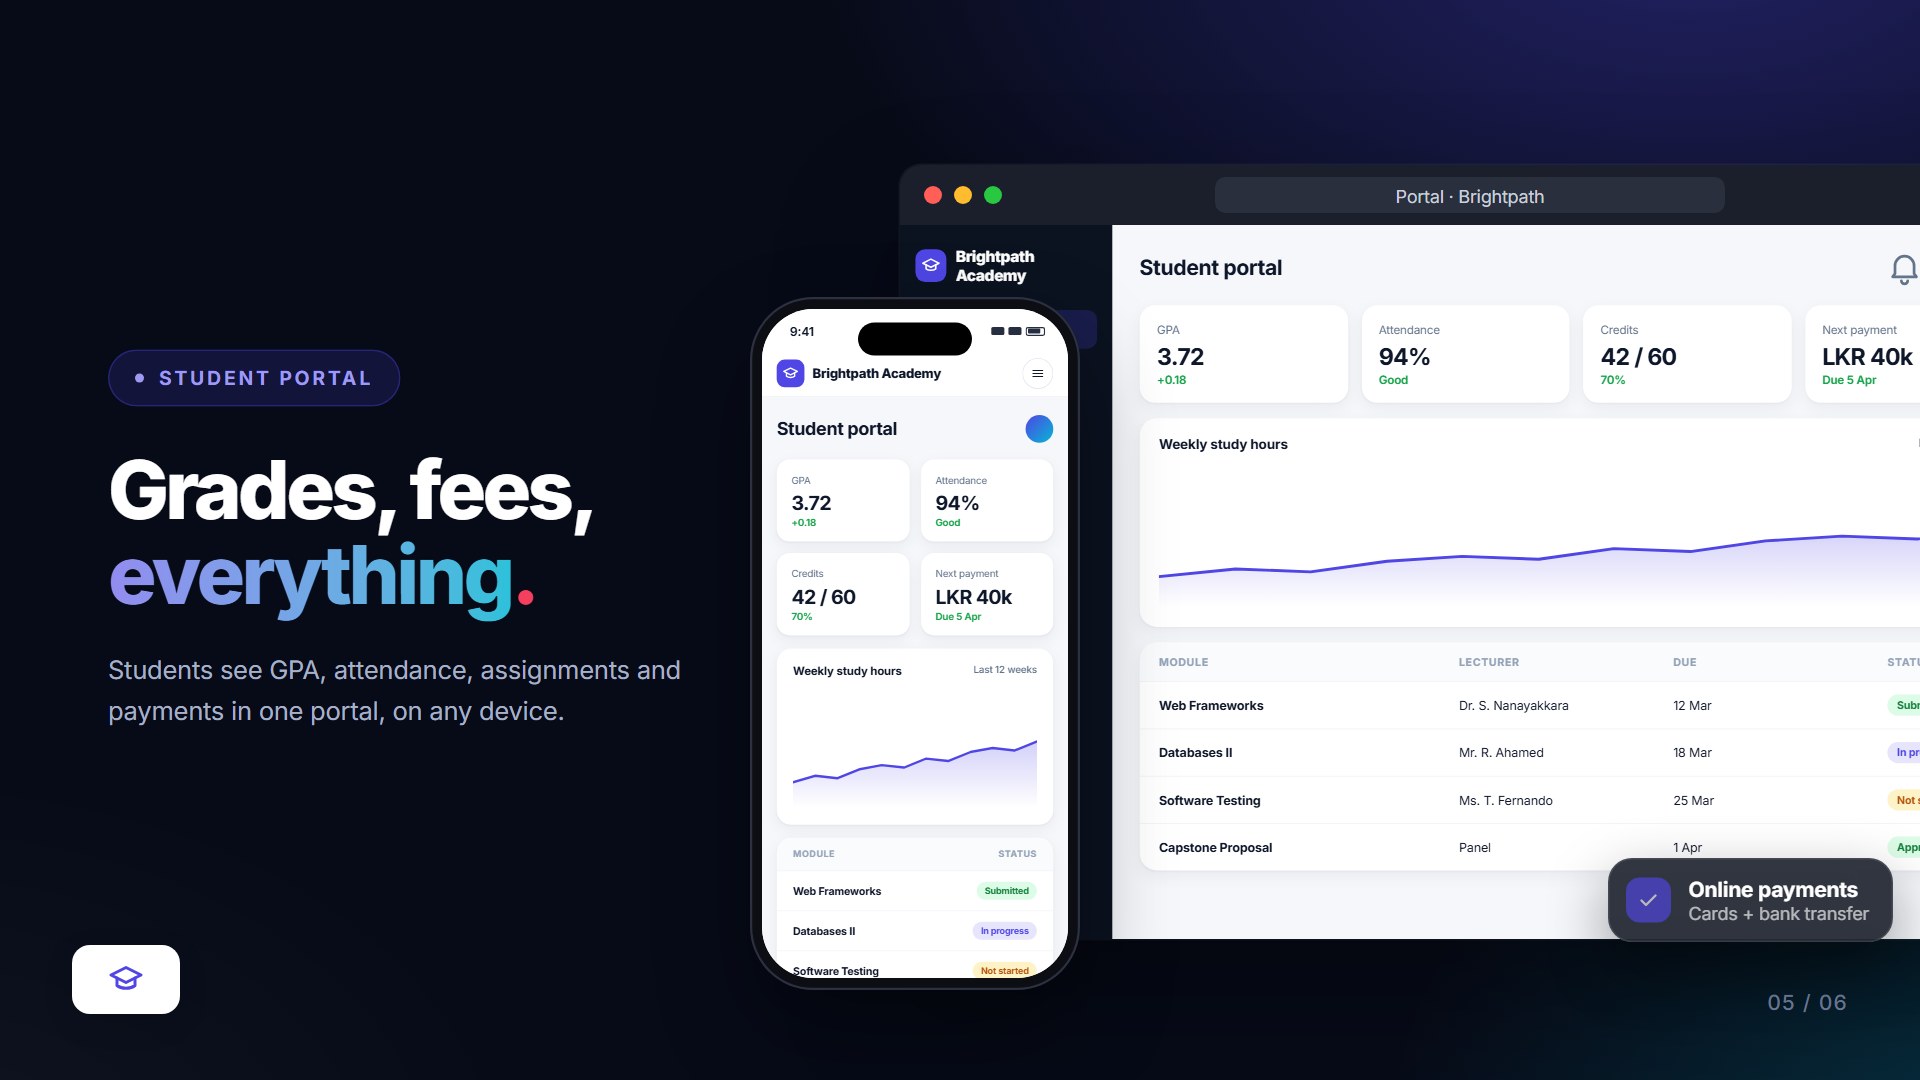 STUDENT PORTAL
Grades, fees,
everything.
Students see GPA, attendance, assignments and
payments in one portal, on any device.
9:41
Brightpath Academy
Student portal
GPA
3.72
+0.18
Attendance
94%
Good
Credits
42 / 60
70%
Next payment
LKR 40k
Due 5 Apr
Weekly study hours
Last 12 weeks
MODULE STATUS
Web Frameworks Submitted
Databases II In progress
Software Testing Not started
Portal · Brightpath
Brightpath
Academy
Student portal
GPA
3.72
+0.18
Attendance
94%
Good
Credits
42 / 60
70%
Next payment
LKR 40k
Due 5 Apr
Weekly study hours
MODULE LECTURER DUE
Web Frameworks Dr. S. Nanayakkara 12 Mar
Databases II Mr. R. Ahamed 18 Mar
Software Testing Ms. T. Fernando 25 Mar
Capstone Proposal Panel 1 Apr
Online payments
Cards + bank transfer
05 / 06